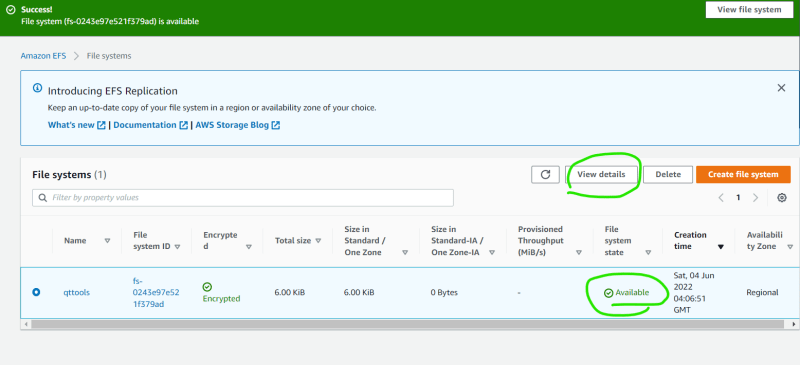 Success!
View file system
File system (fs-0243e97e521f379ad) is available
Amazon EFS > File systems
Introducing EFS Replication
Keep an up-to-date copy of your file system in a region or availability zone of your choice.
What's new | Documentation | AWS Storage Blog
File systems (1)
View details
Delete
Create file system
Filter by property values
1
Name
File
system ID
Encrypte
d
Total size
Size in
Standard /
One Zone
Size in
Standard-IA /
One Zone-IA
Provisioned
Throughput
(MiB/s)
File
system
state
Creation
time
Availabili
ty Zone
qttools
fs-
0243e97e52
1f379ad
Encrypted
6.00 KiB
6.00 KiB
0 Bytes
-
Available
Sat, 04 Jun
2022
04:06:51
GMT
Regional